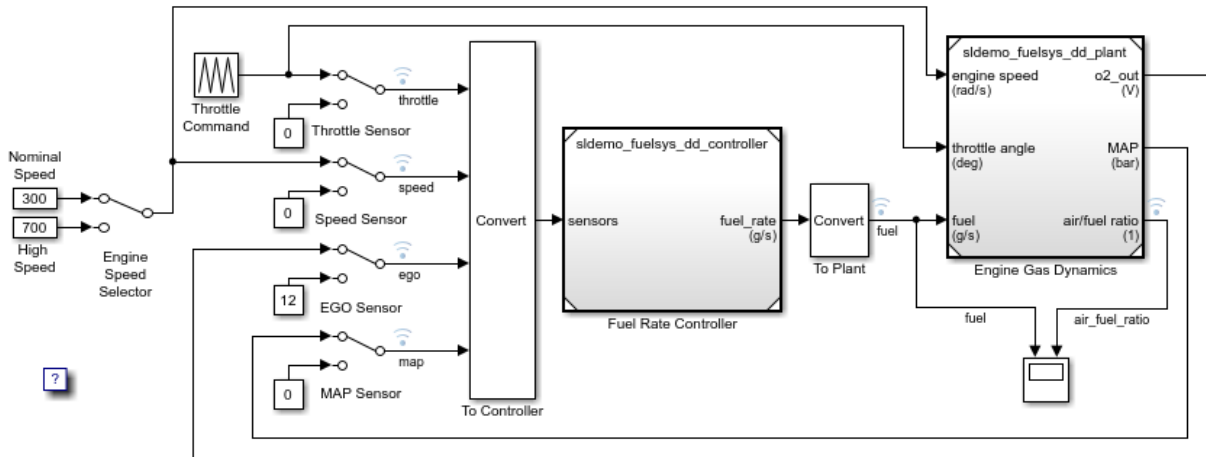 sldemo_fuelsys_dd_plant
engine speed
(rad/s)
o2_out
(V)
throttle angle
(deg)
MAP
(bar)
fuel
(g/s)
air/fuel ratio
(1)
Engine Gas Dynamics
Throttle
Command
throttle
0
Throttle Sensor
Nominal
Speed
300
700
High
Speed
Engine
Speed
Selector
speed
0
Speed Sensor
ego
12
EGO Sensor
map
0
MAP Sensor
Convert
To Controller
sldemo_fuelsys_dd_controller
sensors
fuel_rate
(g/s)
Fuel Rate Controller
Convert
To Plant
fuel
fuel
air_fuel_ratio
?